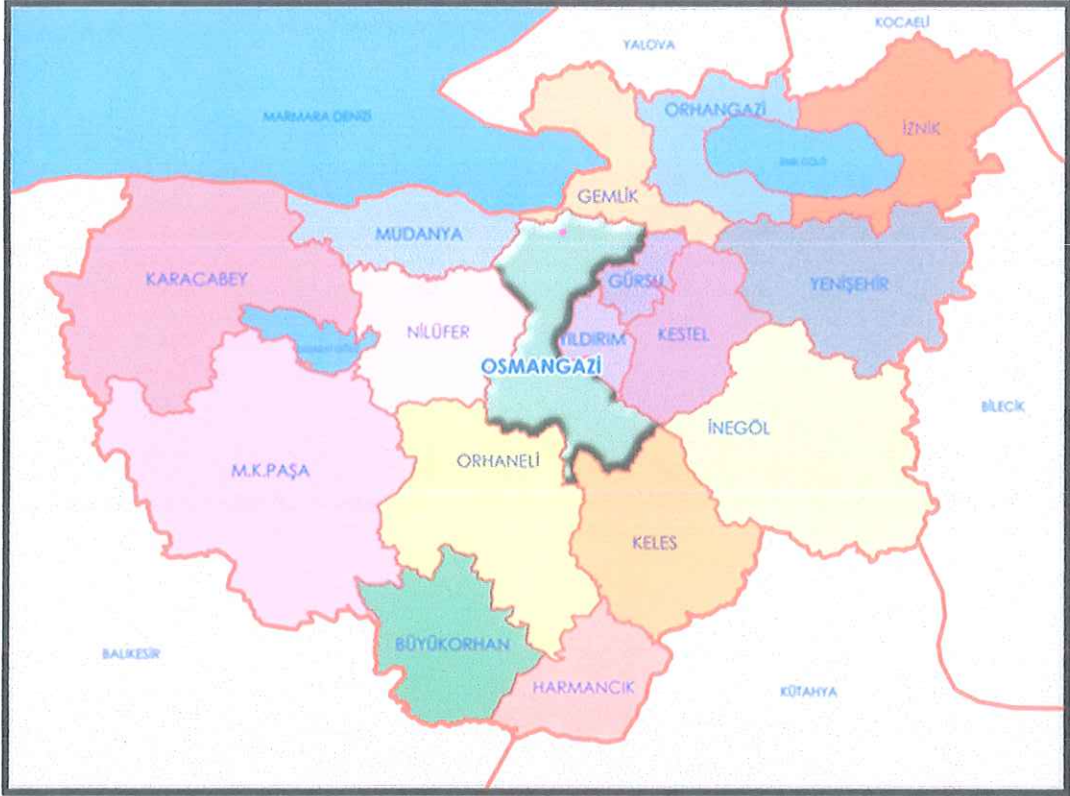 KOCAELİ
YALOVA
MARMARA DENİZİ
ORHANGAZİ
İZNİK
GEMLİK
MUDANYA
KARACABEY
GÜRSU
YENİŞEHİR
NİLÜFER
YILDIRIM
KESTEL
OSMANGAZİ
BİLECİK
İNEGÖL
ORHANELİ
M.K.PAŞA
KELES
BÜYÜKORHAN
BALIKESİR
HARMANCIK
KÜTAHYA